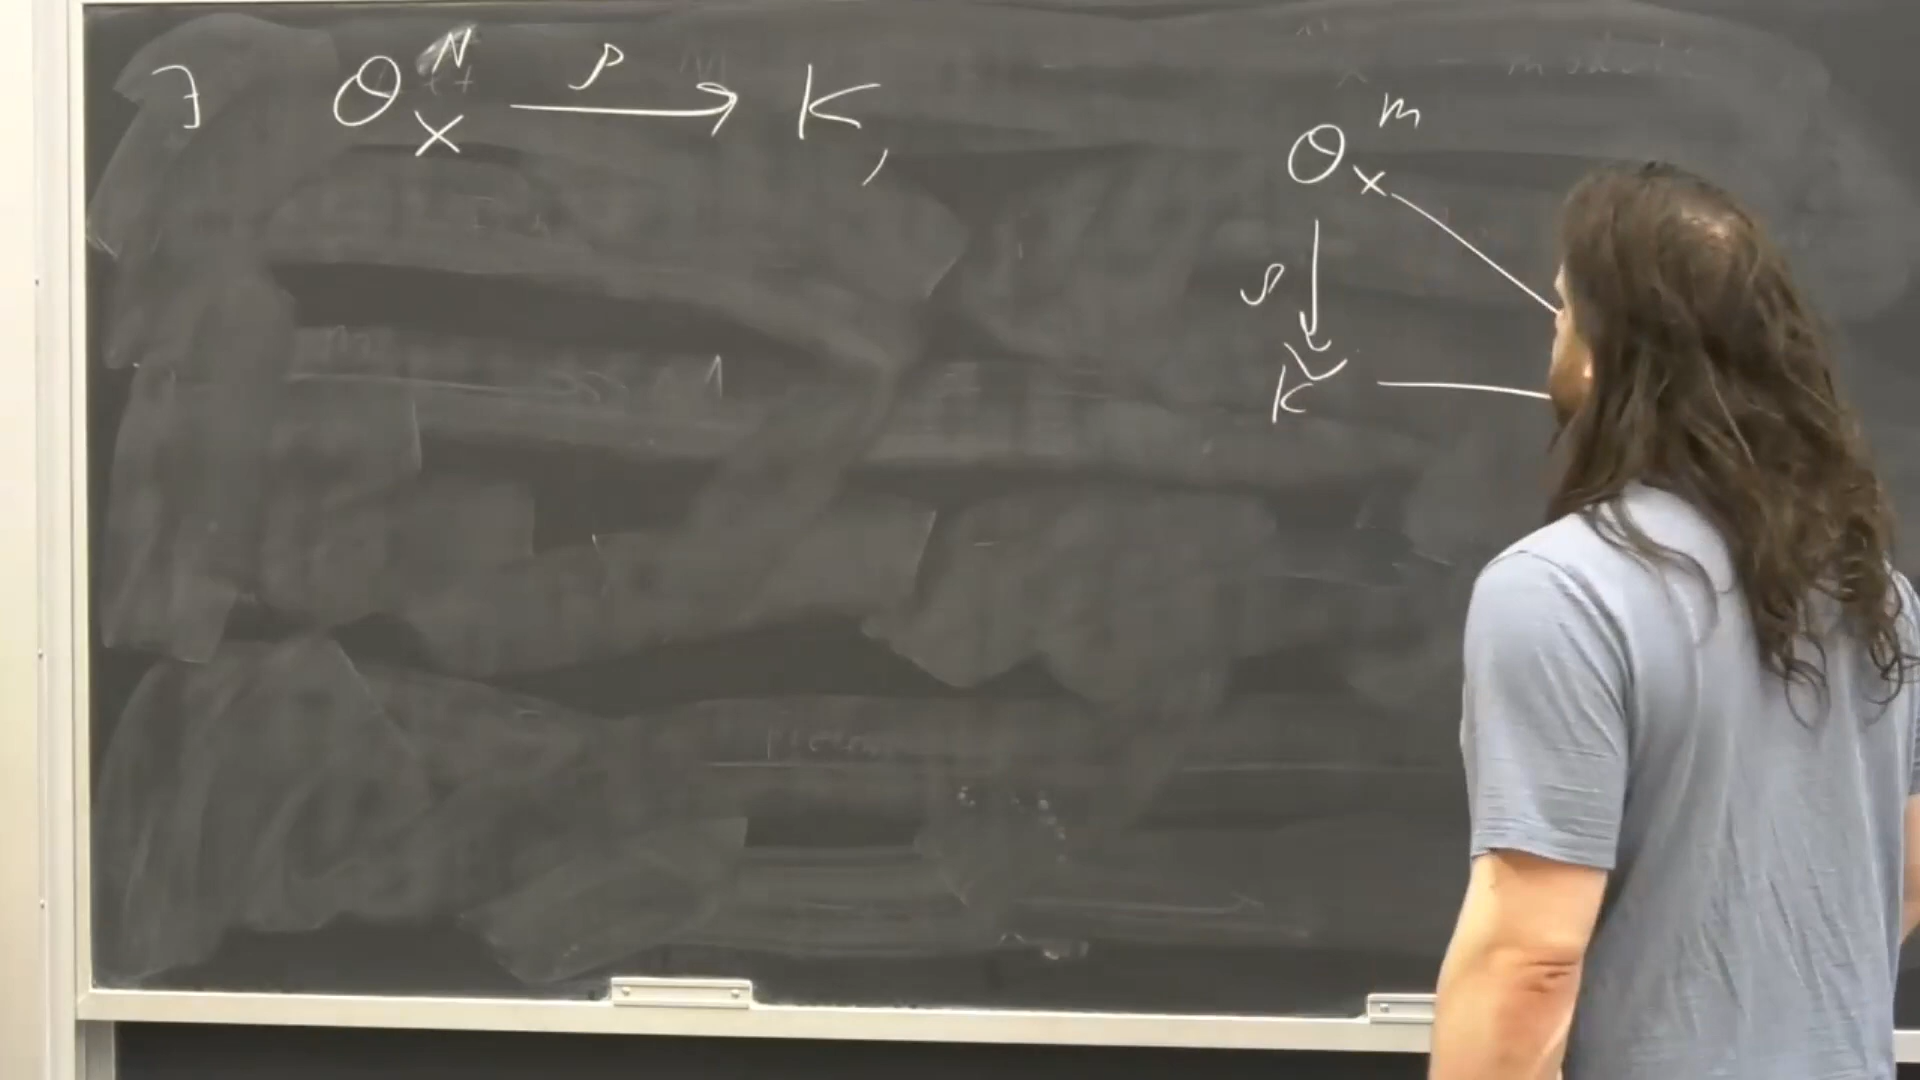 ∃ O_X^N →^ρ K,
O_X^m
ρ ↓
K